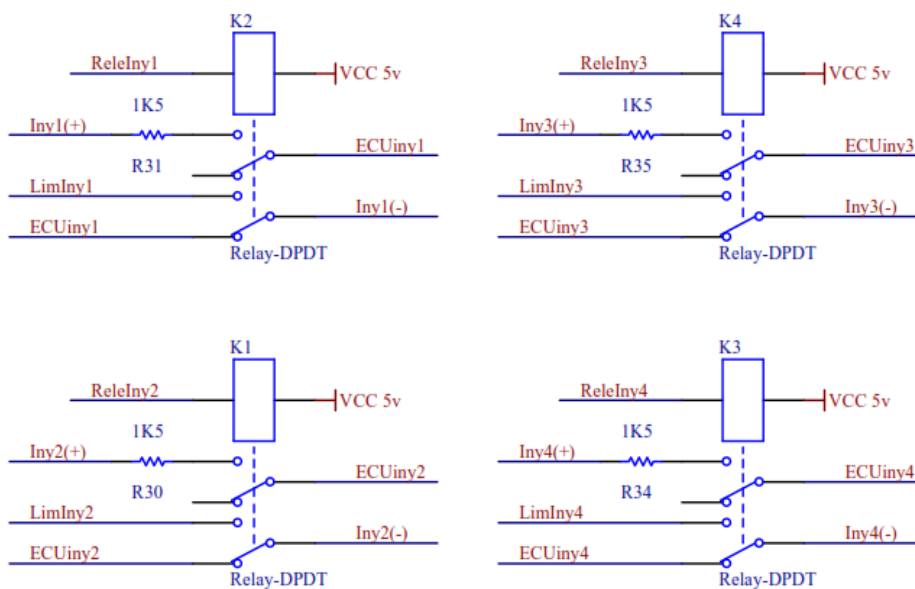 K2
ReleIny1
VCC 5v
1K5
Iny1(+)
R31
ECUiny1
LimIny1
Iny1(-)
ECUiny1
Relay-DPDT
K4
ReleIny3
VCC 5v
1K5
Iny3(+)
R35
ECUiny3
LimIny3
Iny3(-)
ECUiny3
Relay-DPDT
K1
ReleIny2
VCC 5v
1K5
Iny2(+)
R30
ECUiny2
LimIny2
Iny2(-)
ECUiny2
Relay-DPDT
K3
ReleIny4
VCC 5v
1K5
Iny4(+)
R34
ECUiny4
LimIny4
Iny4(-)
ECUiny4
Relay-DPDT